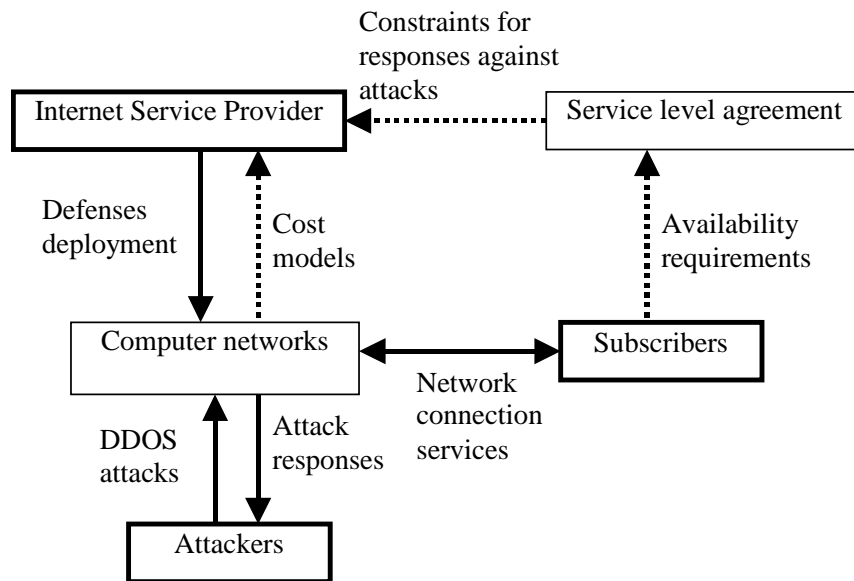 Constraints for
responses against
attacks
Internet Service Provider
Service level agreement
Defenses
deployment
Cost
models
Availability
requirements
Computer networks
Subscribers
Network
connection
services
DDOS
attacks
Attack
responses
Attackers